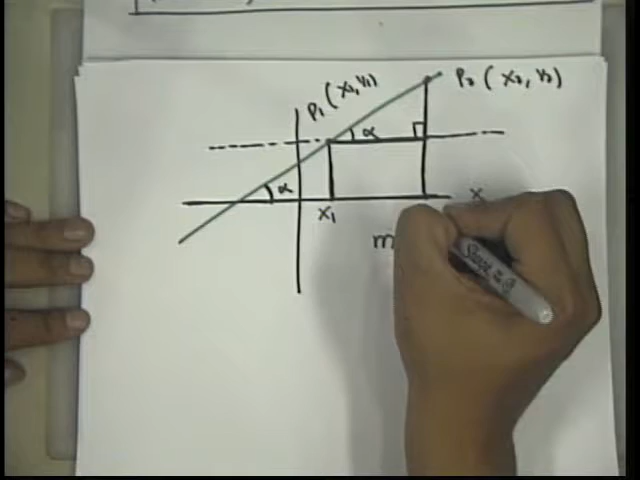 P₁ (x₁, y₁)
P₂ (x₂, y₂)
α
α
x
x₁
m